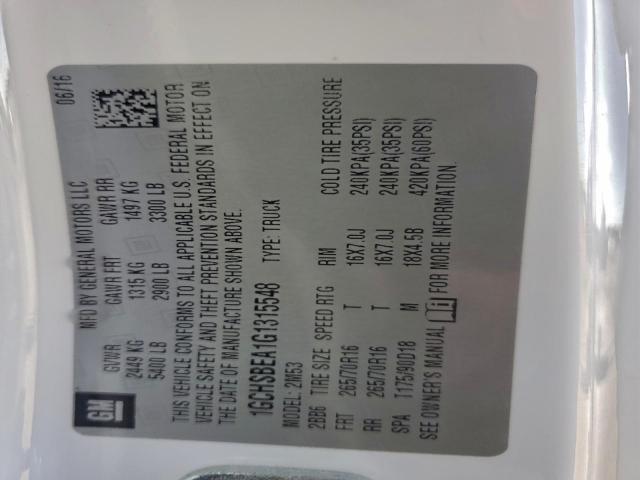 GM
MFD BY GENERAL MOTORS LLC 06/16
GVWR GAWR FRT GAWR RR
2449 KG 1315 KG 1497 KG
5400 LB 2900 LB 3300 LB
THIS VEHICLE CONFORMS TO ALL APPLICABLE U.S. FEDERAL MOTOR
VEHICLE SAFETY AND THEFT PREVENTION STANDARDS IN EFFECT ON
THE DATE OF MANUFACTURE SHOWN ABOVE.
1GCHSBEA1G1315548 TYPE: TRUCK
MODEL: 2M53
2BB6 TIRE SIZE SPEED RTG RIM COLD TIRE PRESSURE
FRT 265/70R16 T 16X7.0J 240KPA(35PSI)
RR 265/70R16 T 16X7.0J 240KPA(35PSI)
SPA T175/90D18 M 18X4.5B 420KPA(60PSI)
SEE OWNER'S MANUAL FOR MORE INFORMATION.